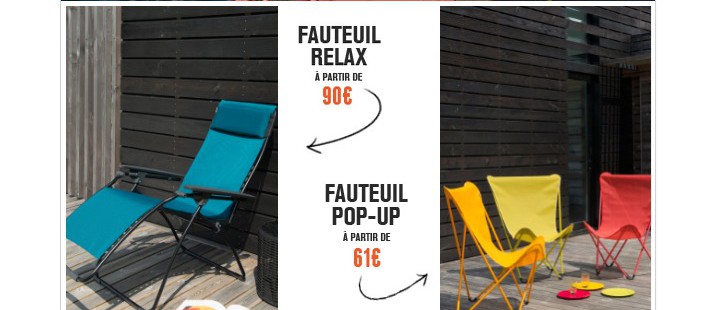 FAUTEUIL
RELAX
À PARTIR DE
90€
FAUTEUIL
POP-UP
À PARTIR DE
61€